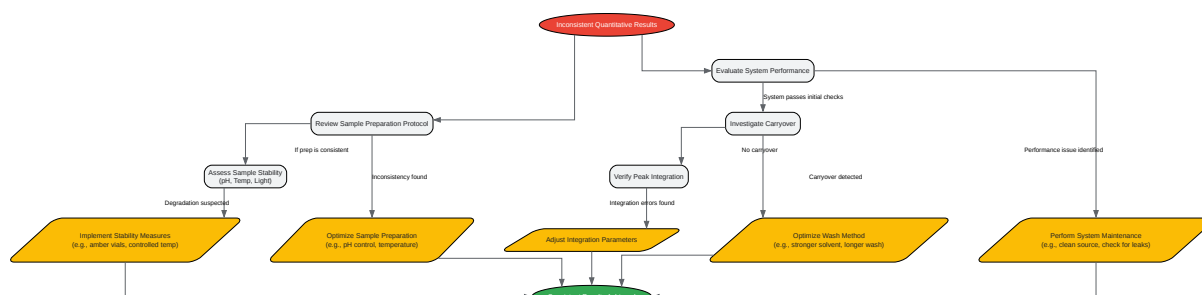 Inconsistent Quantitative Results
Evaluate System Performance
System passes initial checks
Review Sample Preparation Protocol
Investigate Carryover
If prep is consistent
No carryover
Performance issue identified
Assess Sample Stability
(pH, Temp, Light)
Inconsistency found
Verify Peak Integration
Carryover detected
Degradation suspected
Integration errors found
Implement Stability Measures
(e.g., amber vials, controlled temp)
Optimize Sample Preparation
(e.g., pH control, temperature)
Adjust Integration Parameters
Optimize Wash Method
(e.g., stronger solvent, longer wash)
Perform System Maintenance
(e.g., clean source, check for leaks)